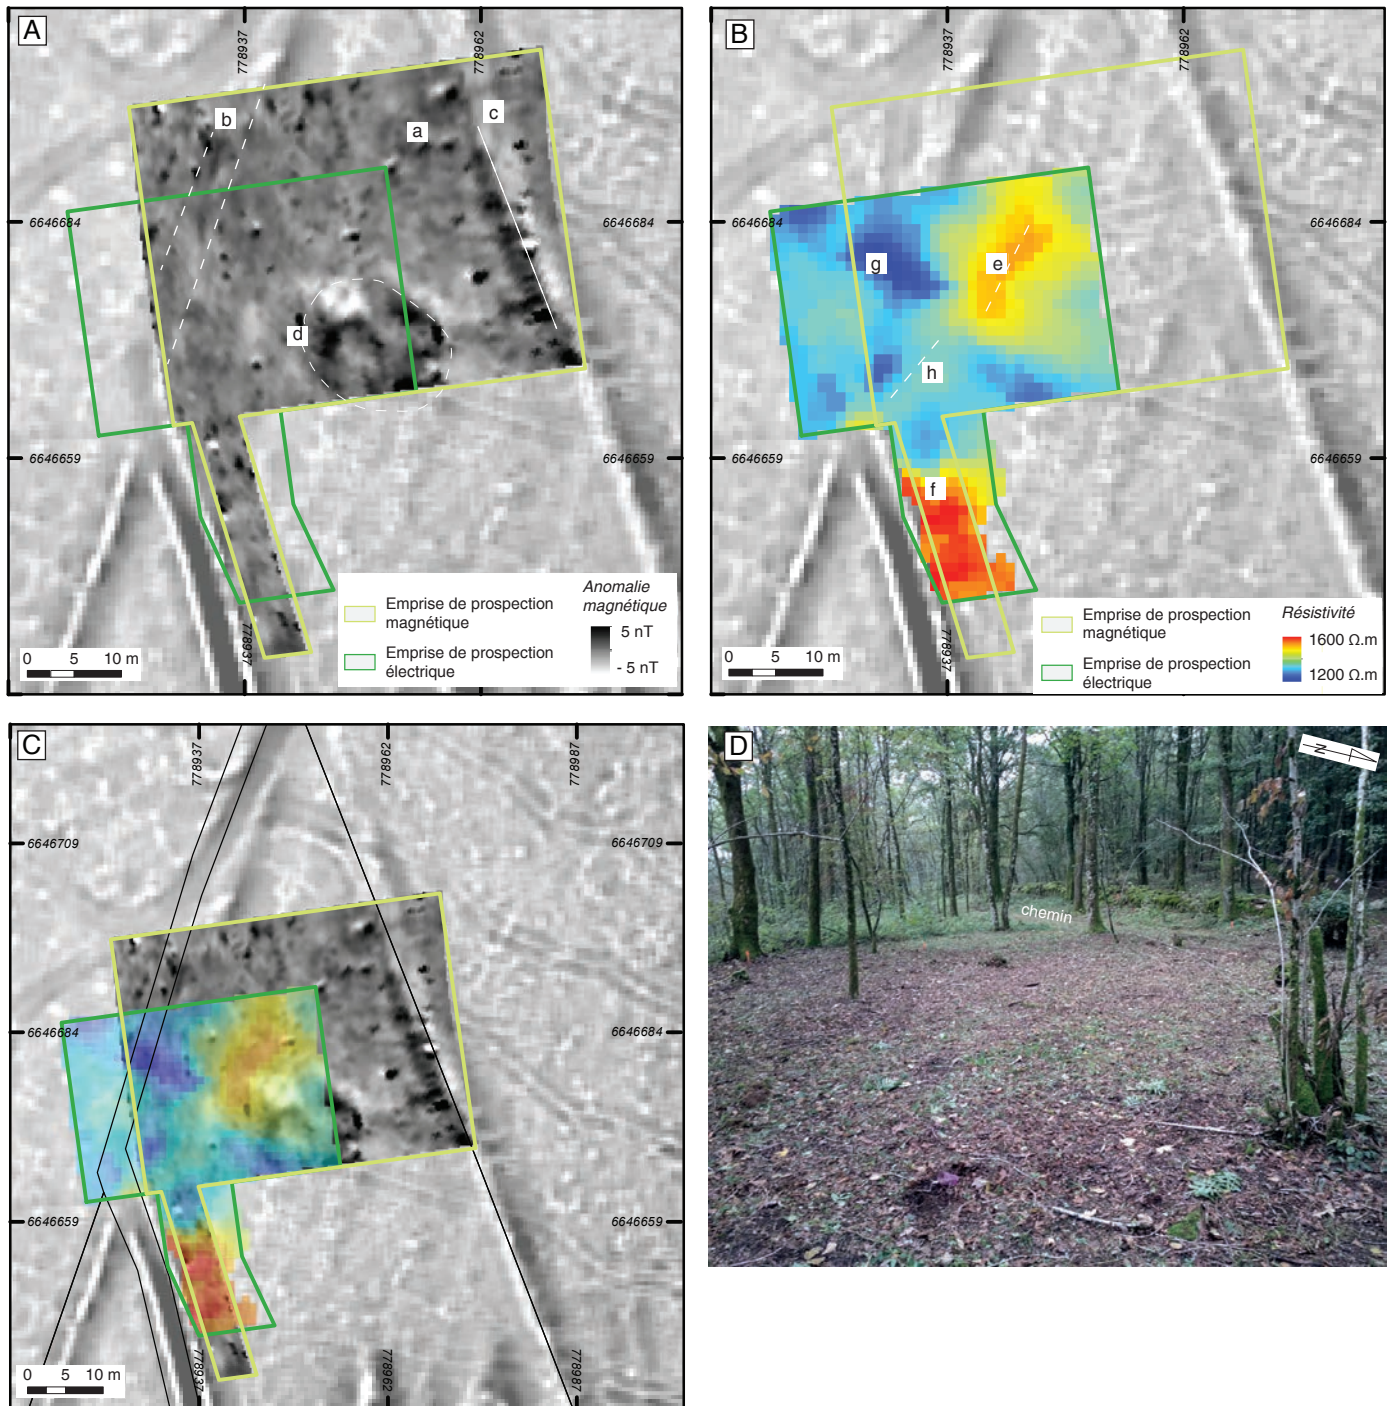 A
778937
778962
b
a
c
6646684
6646684
d
6646659
6646659
778937
0 5 10 m
Emprise de prospection
magnétique
Emprise de prospection
électrique
Anomalie
magnétique
5 nT
- 5 nT
B
778937
778962
6646684
6646684
g
e
h
6646659
6646659
f
778937
0 5 10 m
Emprise de prospection
magnétique
Emprise de prospection
électrique
Résistivité
1600 Ω.m
1200 Ω.m
C
778937
778962
778987
6646709
6646709
6646684
6646684
6646659
6646659
778937
778962
778987
0 5 10 m
D
N
chemin